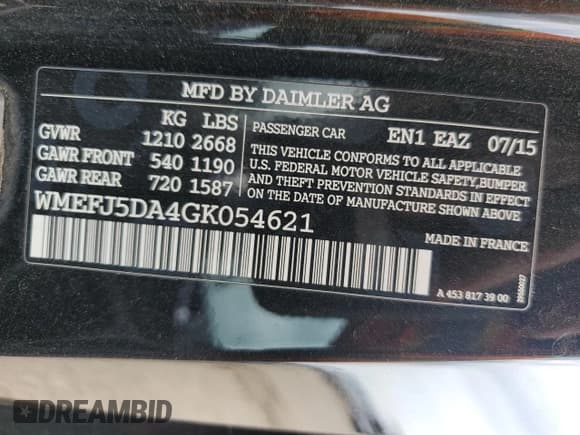 MFD BY DAIMLER AG
KG LBS
GVWR 1210 2668
GAWR FRONT 540 1190
GAWR REAR 720 1587
PASSENGER CAR EN1 EAZ 07/15
THIS VEHICLE CONFORMS TO ALL APPLICABLE
U.S. FEDERAL MOTOR VEHICLE SAFETY, BUMPER
AND THEFT PREVENTION STANDARDS IN EFFECT
ON THE DATE OF MANUFACTURE SHOWN ABOVE
WMEFJ5DA4GK054621
MADE IN FRANCE
A 453 817 39 00
DREAMBID